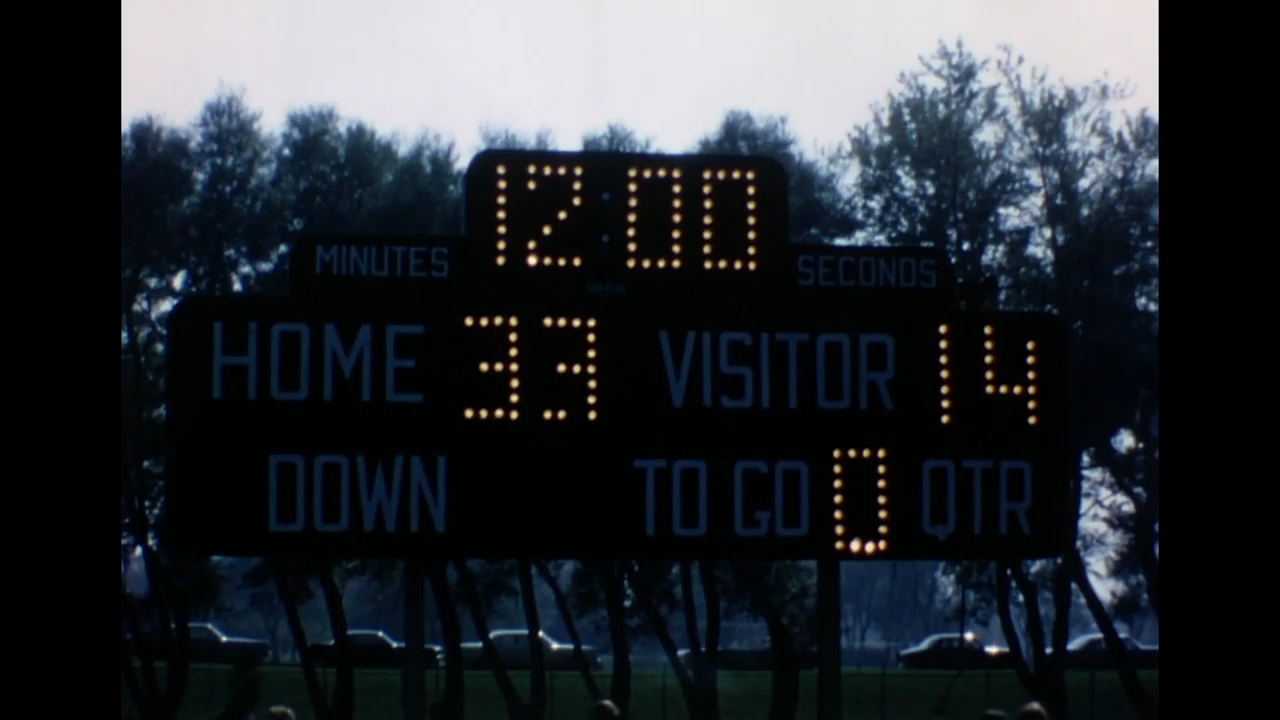 12:00
MINUTES SECONDS
HOME 33 VISITOR 14
DOWN TO GO 0 QTR